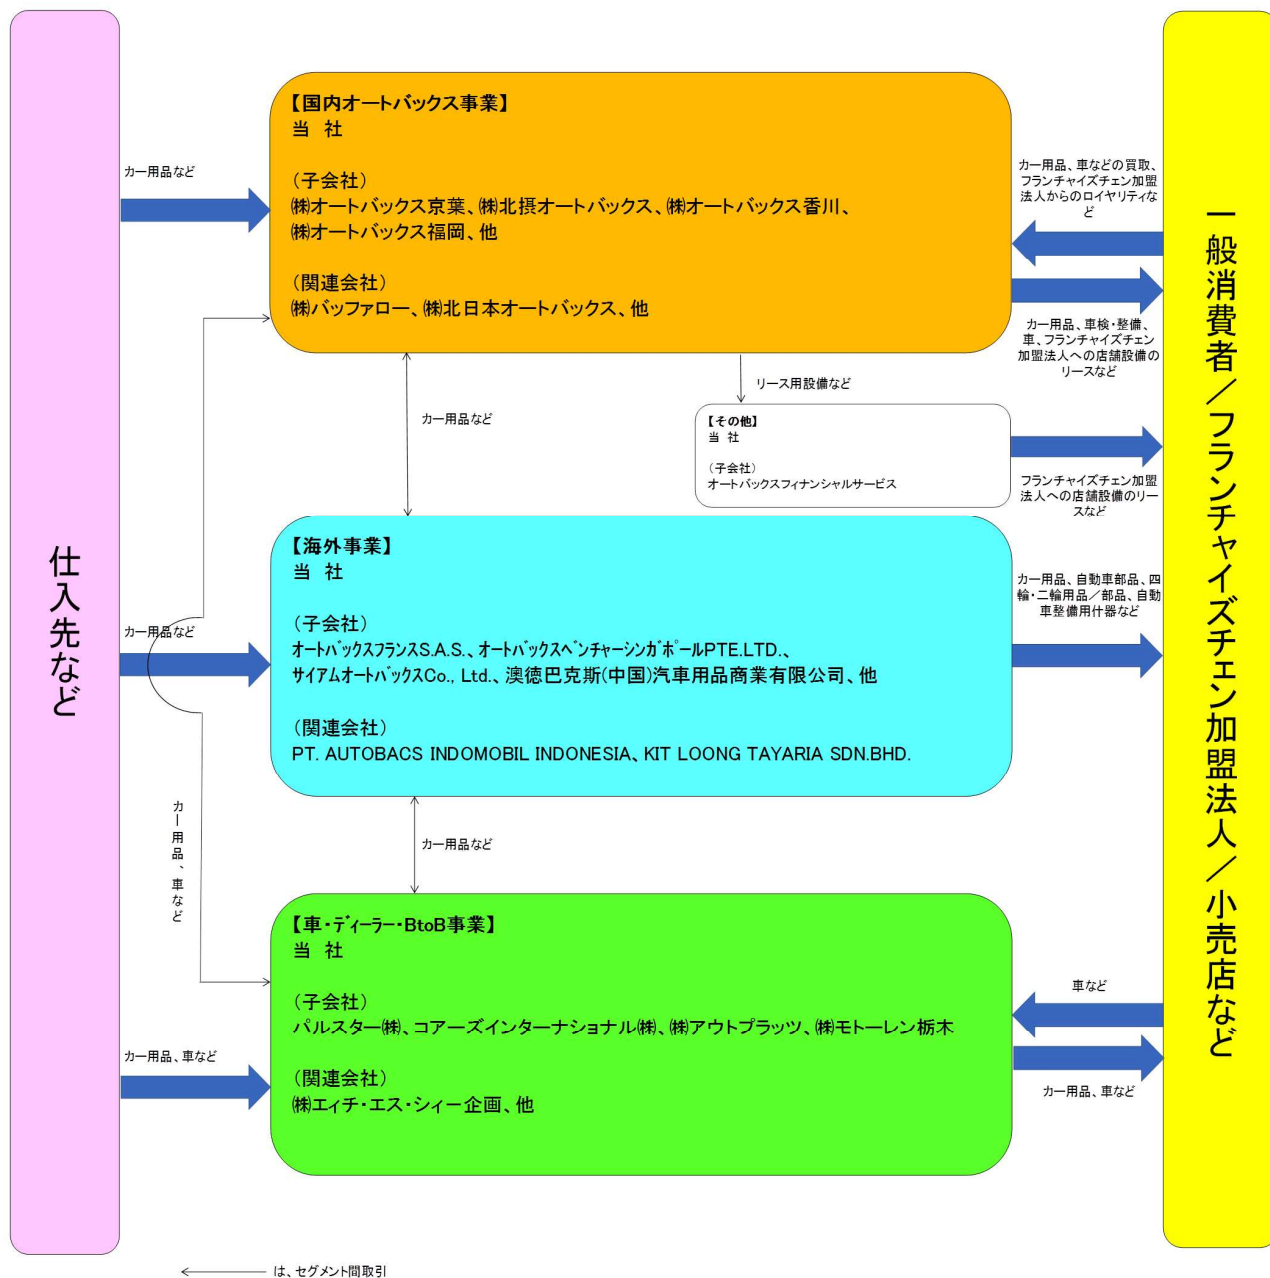 仕入先など
カー用品など
【国内オートバックス事業】
当 社
(子会社)
㈱オートバックス京葉、㈱北摂オートバックス、㈱オートバックス香川、
㈱オートバックス福岡、他
(関連会社)
㈱バッファロー、㈱北日本オートバックス、他
カー用品、車などの買取、
フランチャイズチェン加盟
法人からのロイヤリティな
ど
カー用品、車検・整備、
車、フランチャイズチェン
加盟法人への店舗設備の
リースなど
カー用品など
リース用設備など
【その他】
当 社
(子会社)
オートバックスフィナンシャルサービス
フランチャイズチェン加盟
法人への店舗設備のリー
スなど
カー用品など
【海外事業】
当 社
(子会社)
オートバックスフランスS.A.S.、オートバックスベンチャーシンガポールPTE.LTD.、
サイアムオートバックスCo., Ltd.、澳徳巴克斯(中国)汽車用品商業有限公司、他
(関連会社)
PT. AUTOBACS INDOMOBIL INDONESIA、KIT LOONG TAYARIA SDN.BHD.
カー用品、自動車部品、四
輪・二輪用品/部品、自動
車整備用什器など
カー用品、車など
カー用品など
【車・ディーラー・BtoB事業】
当 社
(子会社)
パルスター㈱、コアーズインターナショナル㈱、㈱アウトプラッツ、㈱モトーレン栃木
(関連会社)
㈱エィチ・エス・シィー企画、他
カー用品、車など
車など
カー用品、車など
一般消費者/フランチャイズチェン加盟法人/小売店など
は、セグメント間取引